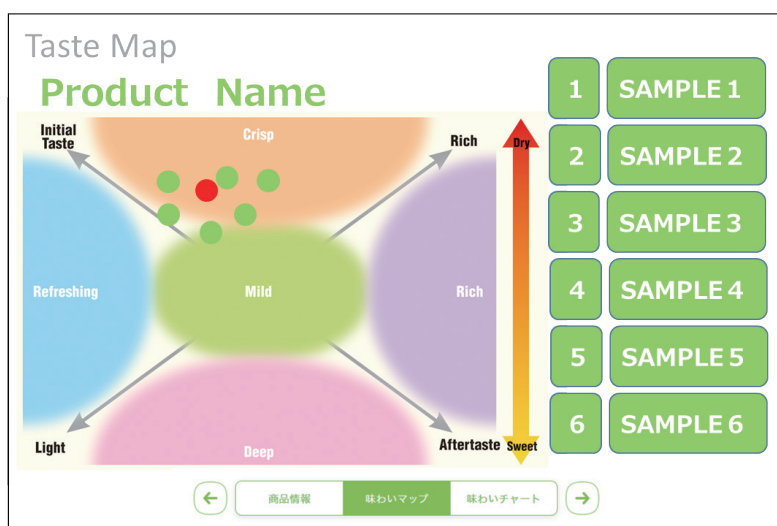 Taste Map
Product Name
Initial
Taste
Crisp
Rich
Dry
Refreshing
Mild
Rich
Light
Deep
Aftertaste
Sweet
1
SAMPLE 1
2
SAMPLE 2
3
SAMPLE 3
4
SAMPLE 4
5
SAMPLE 5
6
SAMPLE 6
←
商品情報
味わいマップ
味わいチャート
→